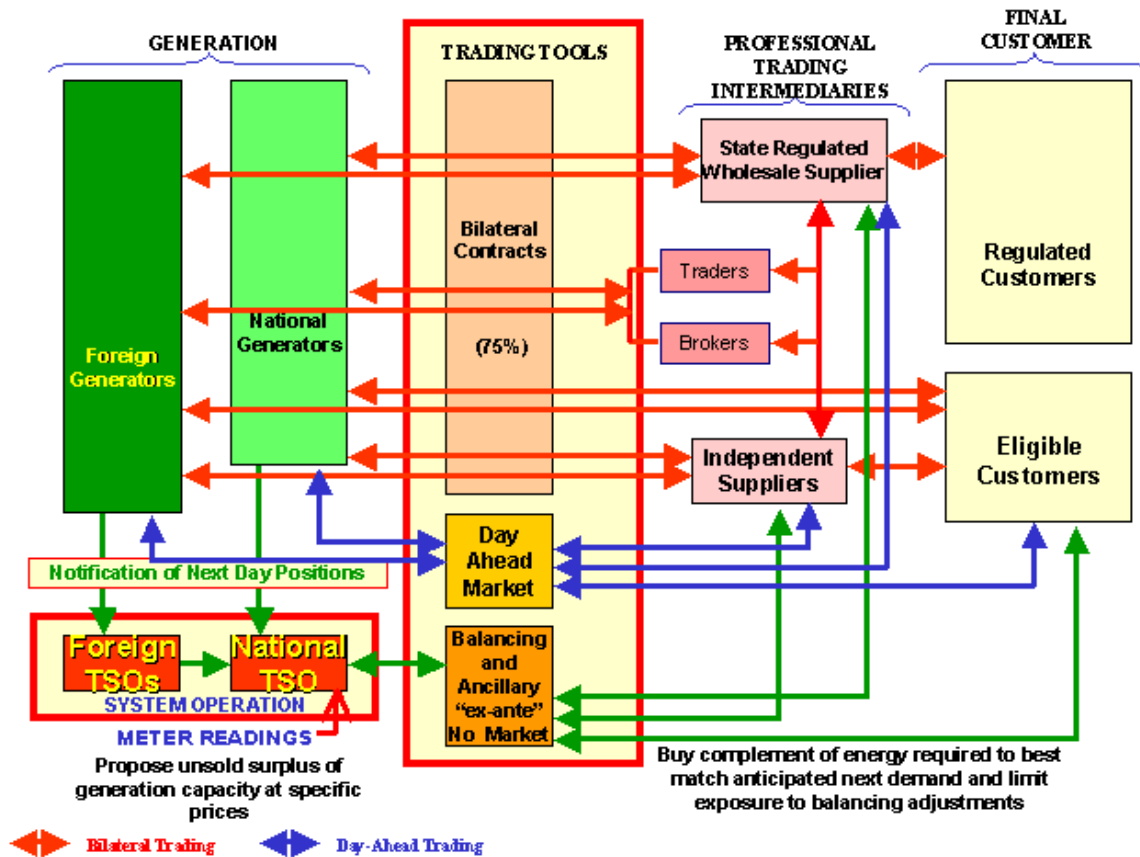 GENERATION
TRADING TOOLS
PROFESSIONAL
TRADING
INTERMEDIARIES
FINAL
CUSTOMER
Foreign
Generators
National
Generators
Bilateral
Contracts
(75%)
State Regulated
Wholesale Supplier
Traders
Brokers
Independent
Suppliers
Regulated
Customers
Eligible
Customers
Day
Ahead
Market
Notification of Next Day Positions
Foreign
TSOs
National
TSO
SYSTEM OPERATION
Balancing
and
Ancillary
“ex-ante”
No Market
METER READINGS
Propose unsold surplus of
generation capacity at specific
prices
Buy complement of energy required to best
match anticipated next demand and limit
exposure to balancing adjustments
Bilateral Trading
Day-Ahead Trading